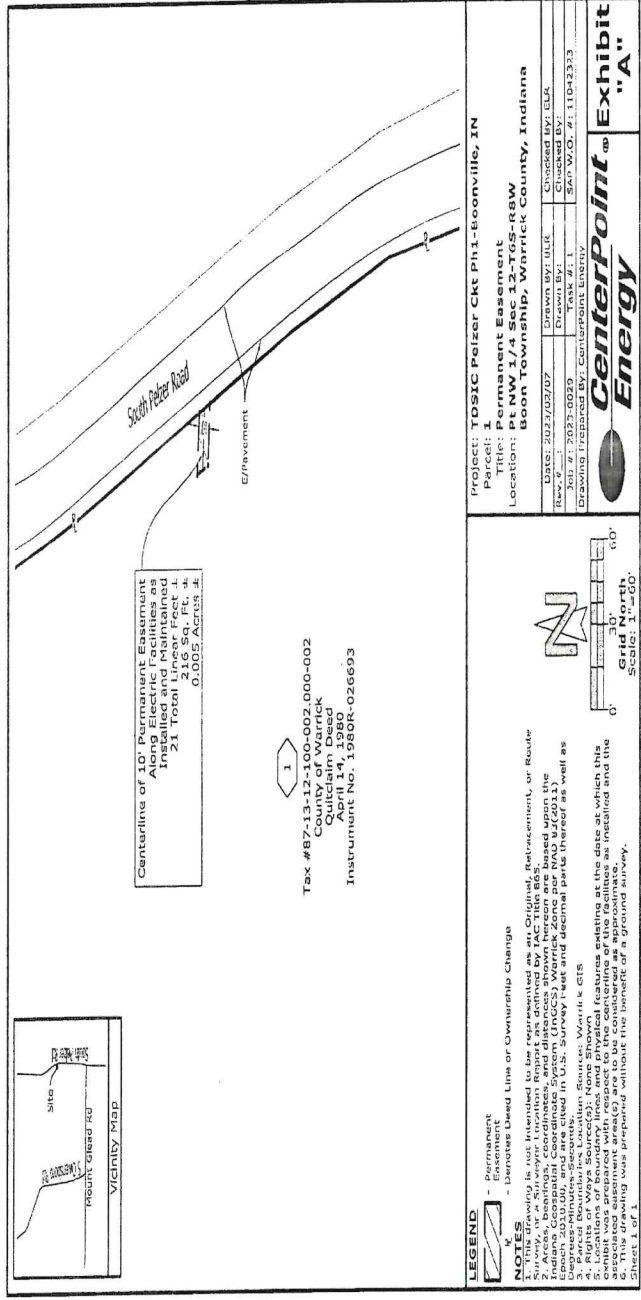 Site
South Pelzer Rd
Mount Glead Rd
Vicinity Map
Centerline of 10' Permanent Easement
Along Electric Facilities as
Installed and Maintained
21 Total Linear Feet ±
216 Sq. Ft. ±
0.005 Acres ±
South Pelzer Road
E/Pavement
1
Tax #87-13-12-100-002.000-002
County of Warrick
Quitclaim Deed
April 14, 1980
Instrument No. 1980R-026693
LEGEND
- Permanent
Easement
- Denotes Deed Line or Ownership Change
NOTES
1. This drawing is not intended to be represented as an Original, Retracement, or Route
Survey, or a Surveyor Location Report as defined by IAC Title 865.
2. Areas, bearings, coordinates, and distances shown hereon are based upon the
Indiana Geospatial Coordinate System (InGCS) Warrick Zone per NAD 83(2011)
Epoch 2010.00, and are cited in U.S. Survey Feet and decimal parts thereof as well as
Degrees-Minutes-Seconds.
3. Parcel Boundaries Location Source: Warrick GIS
4. Rights of Ways Source(s): None Shown
5. Locations of boundary lines and physical features existing at the date at which this
exhibit was prepared with respect to the centerline of the facilities as installed and the
associated easement area(s) are to be considered as approximate.
6. This drawing was prepared without the benefit of a ground survey.
Sheet 1 of 1
N
0' 30' 60'
Grid North
Scale: 1"=60'
Project: TDSIC Pelzer Ckt Ph1-Boonville, IN
Parcel: 1
Title: Permanent Easement
Location: Pt NW 1/4 Sec 12-T6S-R8W
Boon Township, Warrick County, Indiana
Date: 2023/02/07 Drawn By: ULR Checked By: ELR
Rev. #__: Drawn By: Checked By:
Job #: 2023-0029 Task #: 1 SAP W.O. #: 11042323
Drawing Prepared By: CenterPoint Energy
CenterPoint®
Energy
Exhibit
"A"